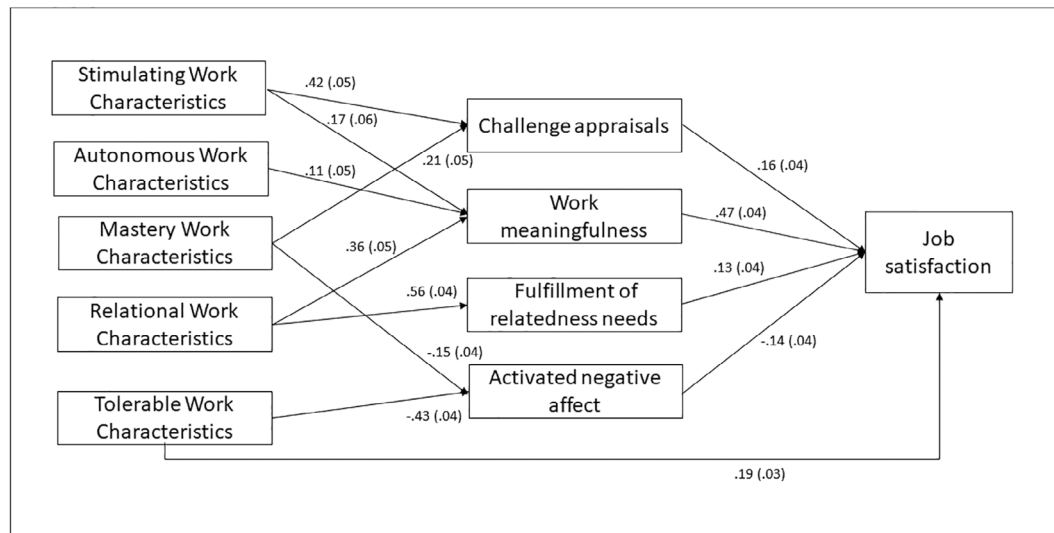 Stimulating Work
Characteristics
Autonomous Work
Characteristics
Mastery Work
Characteristics
Relational Work
Characteristics
Tolerable Work
Characteristics
.42 (.05)
.17 (.06)
.21 (.05)
.11 (.05)
.36 (.05)
.56 (.04)
-.15 (.04)
-.43 (.04)
Challenge appraisals
Work
meaningfulness
Fulfillment of
relatedness needs
Activated negative
affect
.16 (.04)
.47 (.04)
.13 (.04)
-.14 (.04)
.19 (.03)
Job
satisfaction